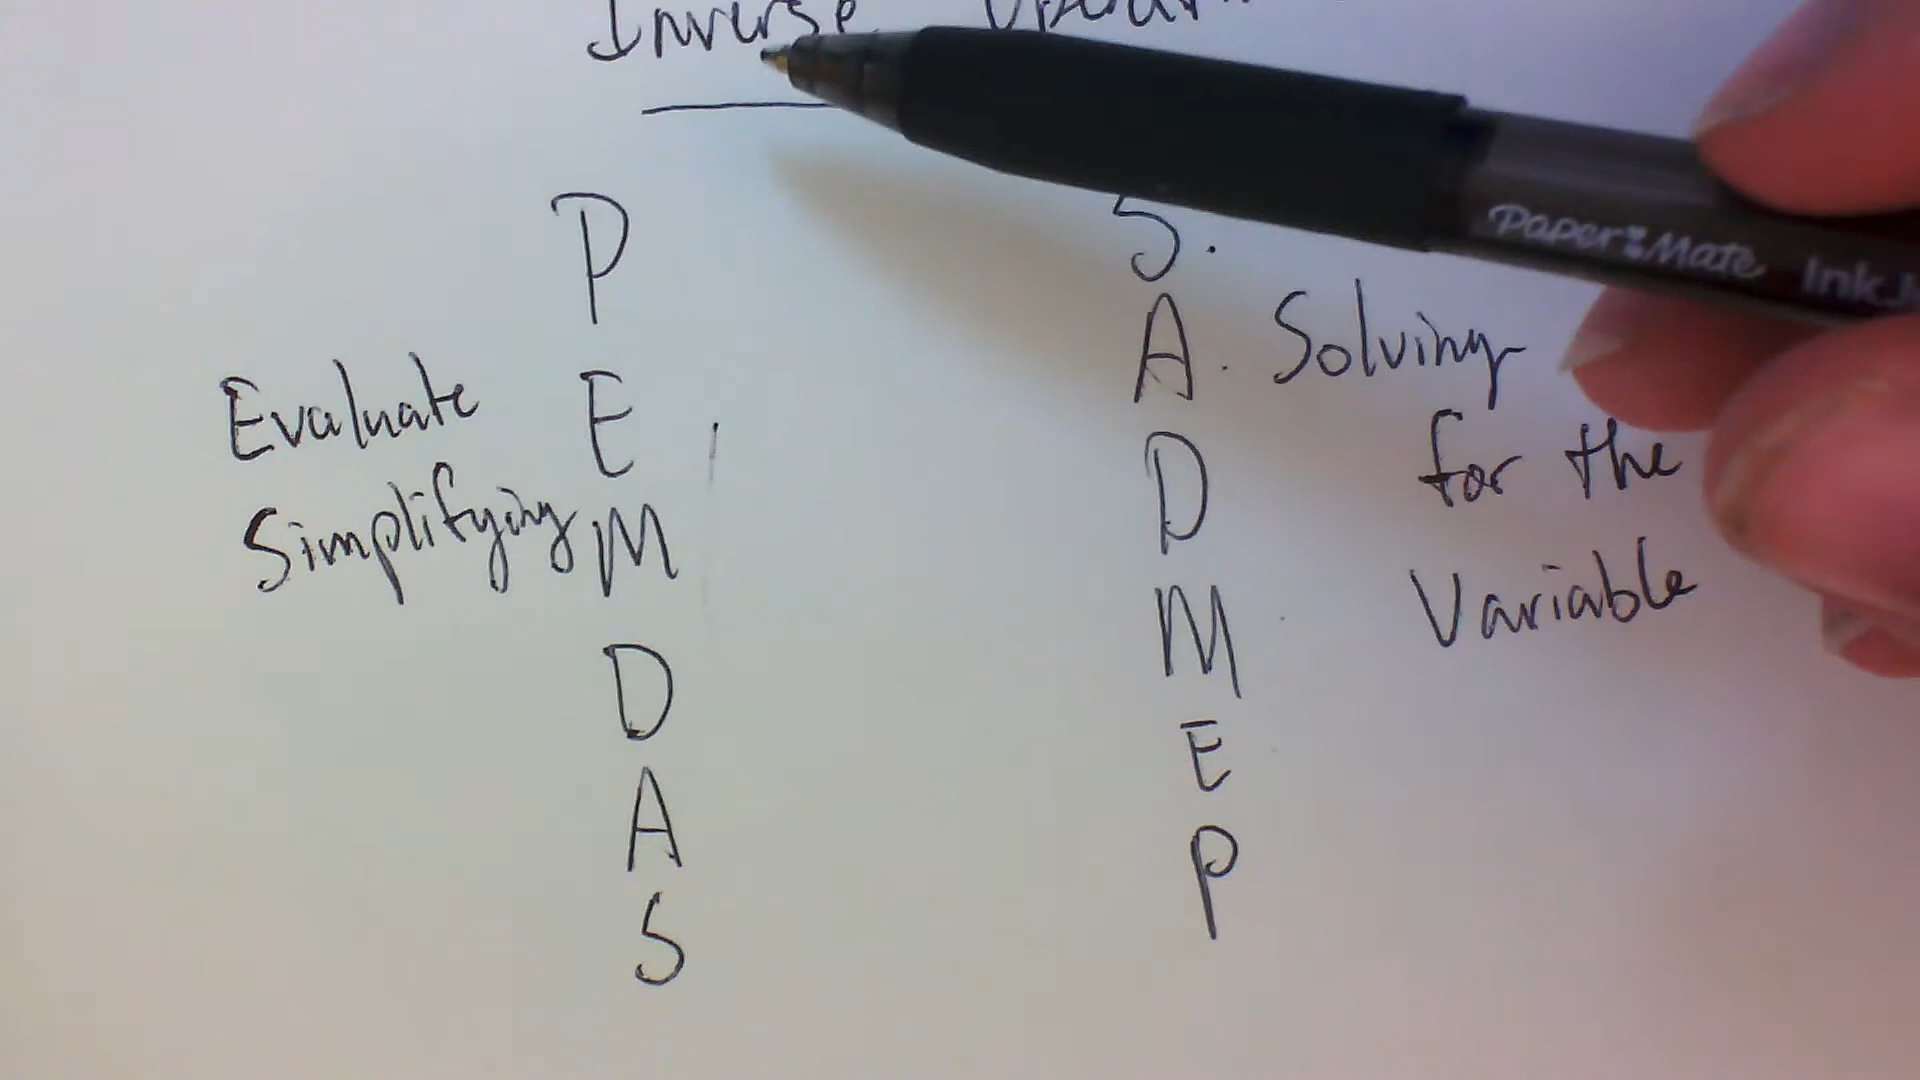 Inverse
P
E
M
D
A
S
Evaluate
Simplifying
S.
A.
D
M
E
P
Solving
for the
Variable
Paper:Mate